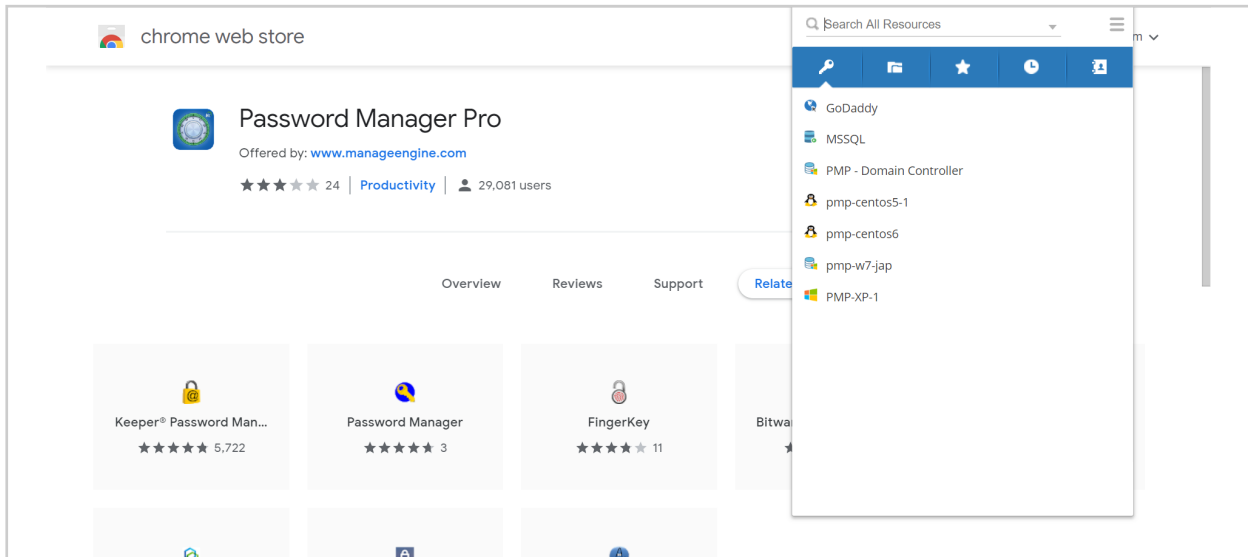 chrome web store
Password Manager Pro
Offered by: www.manageengine.com
24 | Productivity | 29,081 users
Overview Reviews Support Relate
Keeper® Password Man...
5,722
Password Manager
3
FingerKey
11
Bitwa
Search All Resources
m
GoDaddy
MSSQL
PMP - Domain Controller
pmp-centos5-1
pmp-centos6
pmp-w7-jap
PMP-XP-1